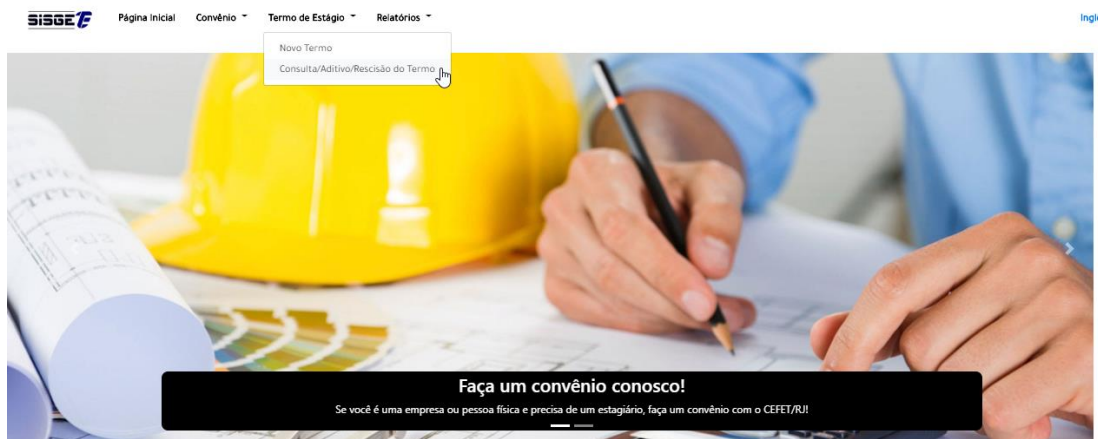 SISGE E
Página Inicial Convênio Termo de Estágio Relatórios
Novo Termo
Consulta/Aditivo/Rescisão do Termo
Faça um convênio conosco!
Se você é uma empresa ou pessoa física e precisa de um estagiário, faça um convênio com o CEFET/RJ!